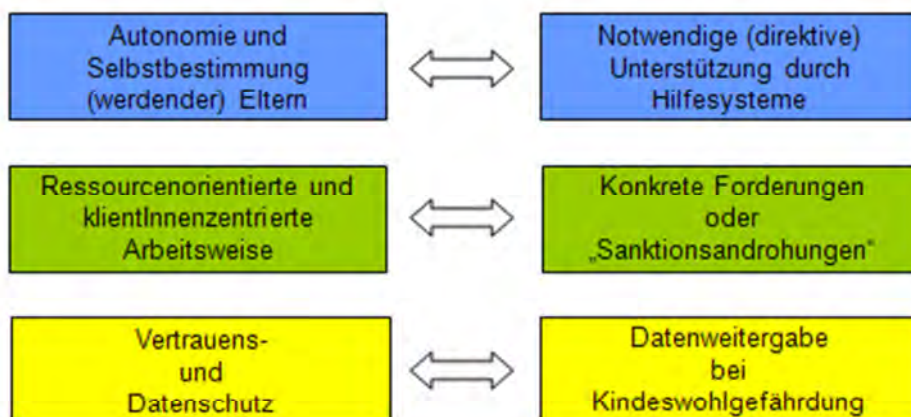 Autonomie und
Selbstbestimmung
(werdender) Eltern
Notwendige (direktive)
Unterstützung durch
Hilfesysteme
Ressourcenorientierte und
klientInnenzentrierte
Arbeitsweise
Konkrete Forderungen
oder
„Sanktionsandrohungen“
Vertrauens-
und
Datenschutz
Datenweitergabe
bei
Kindeswohlgefährdung